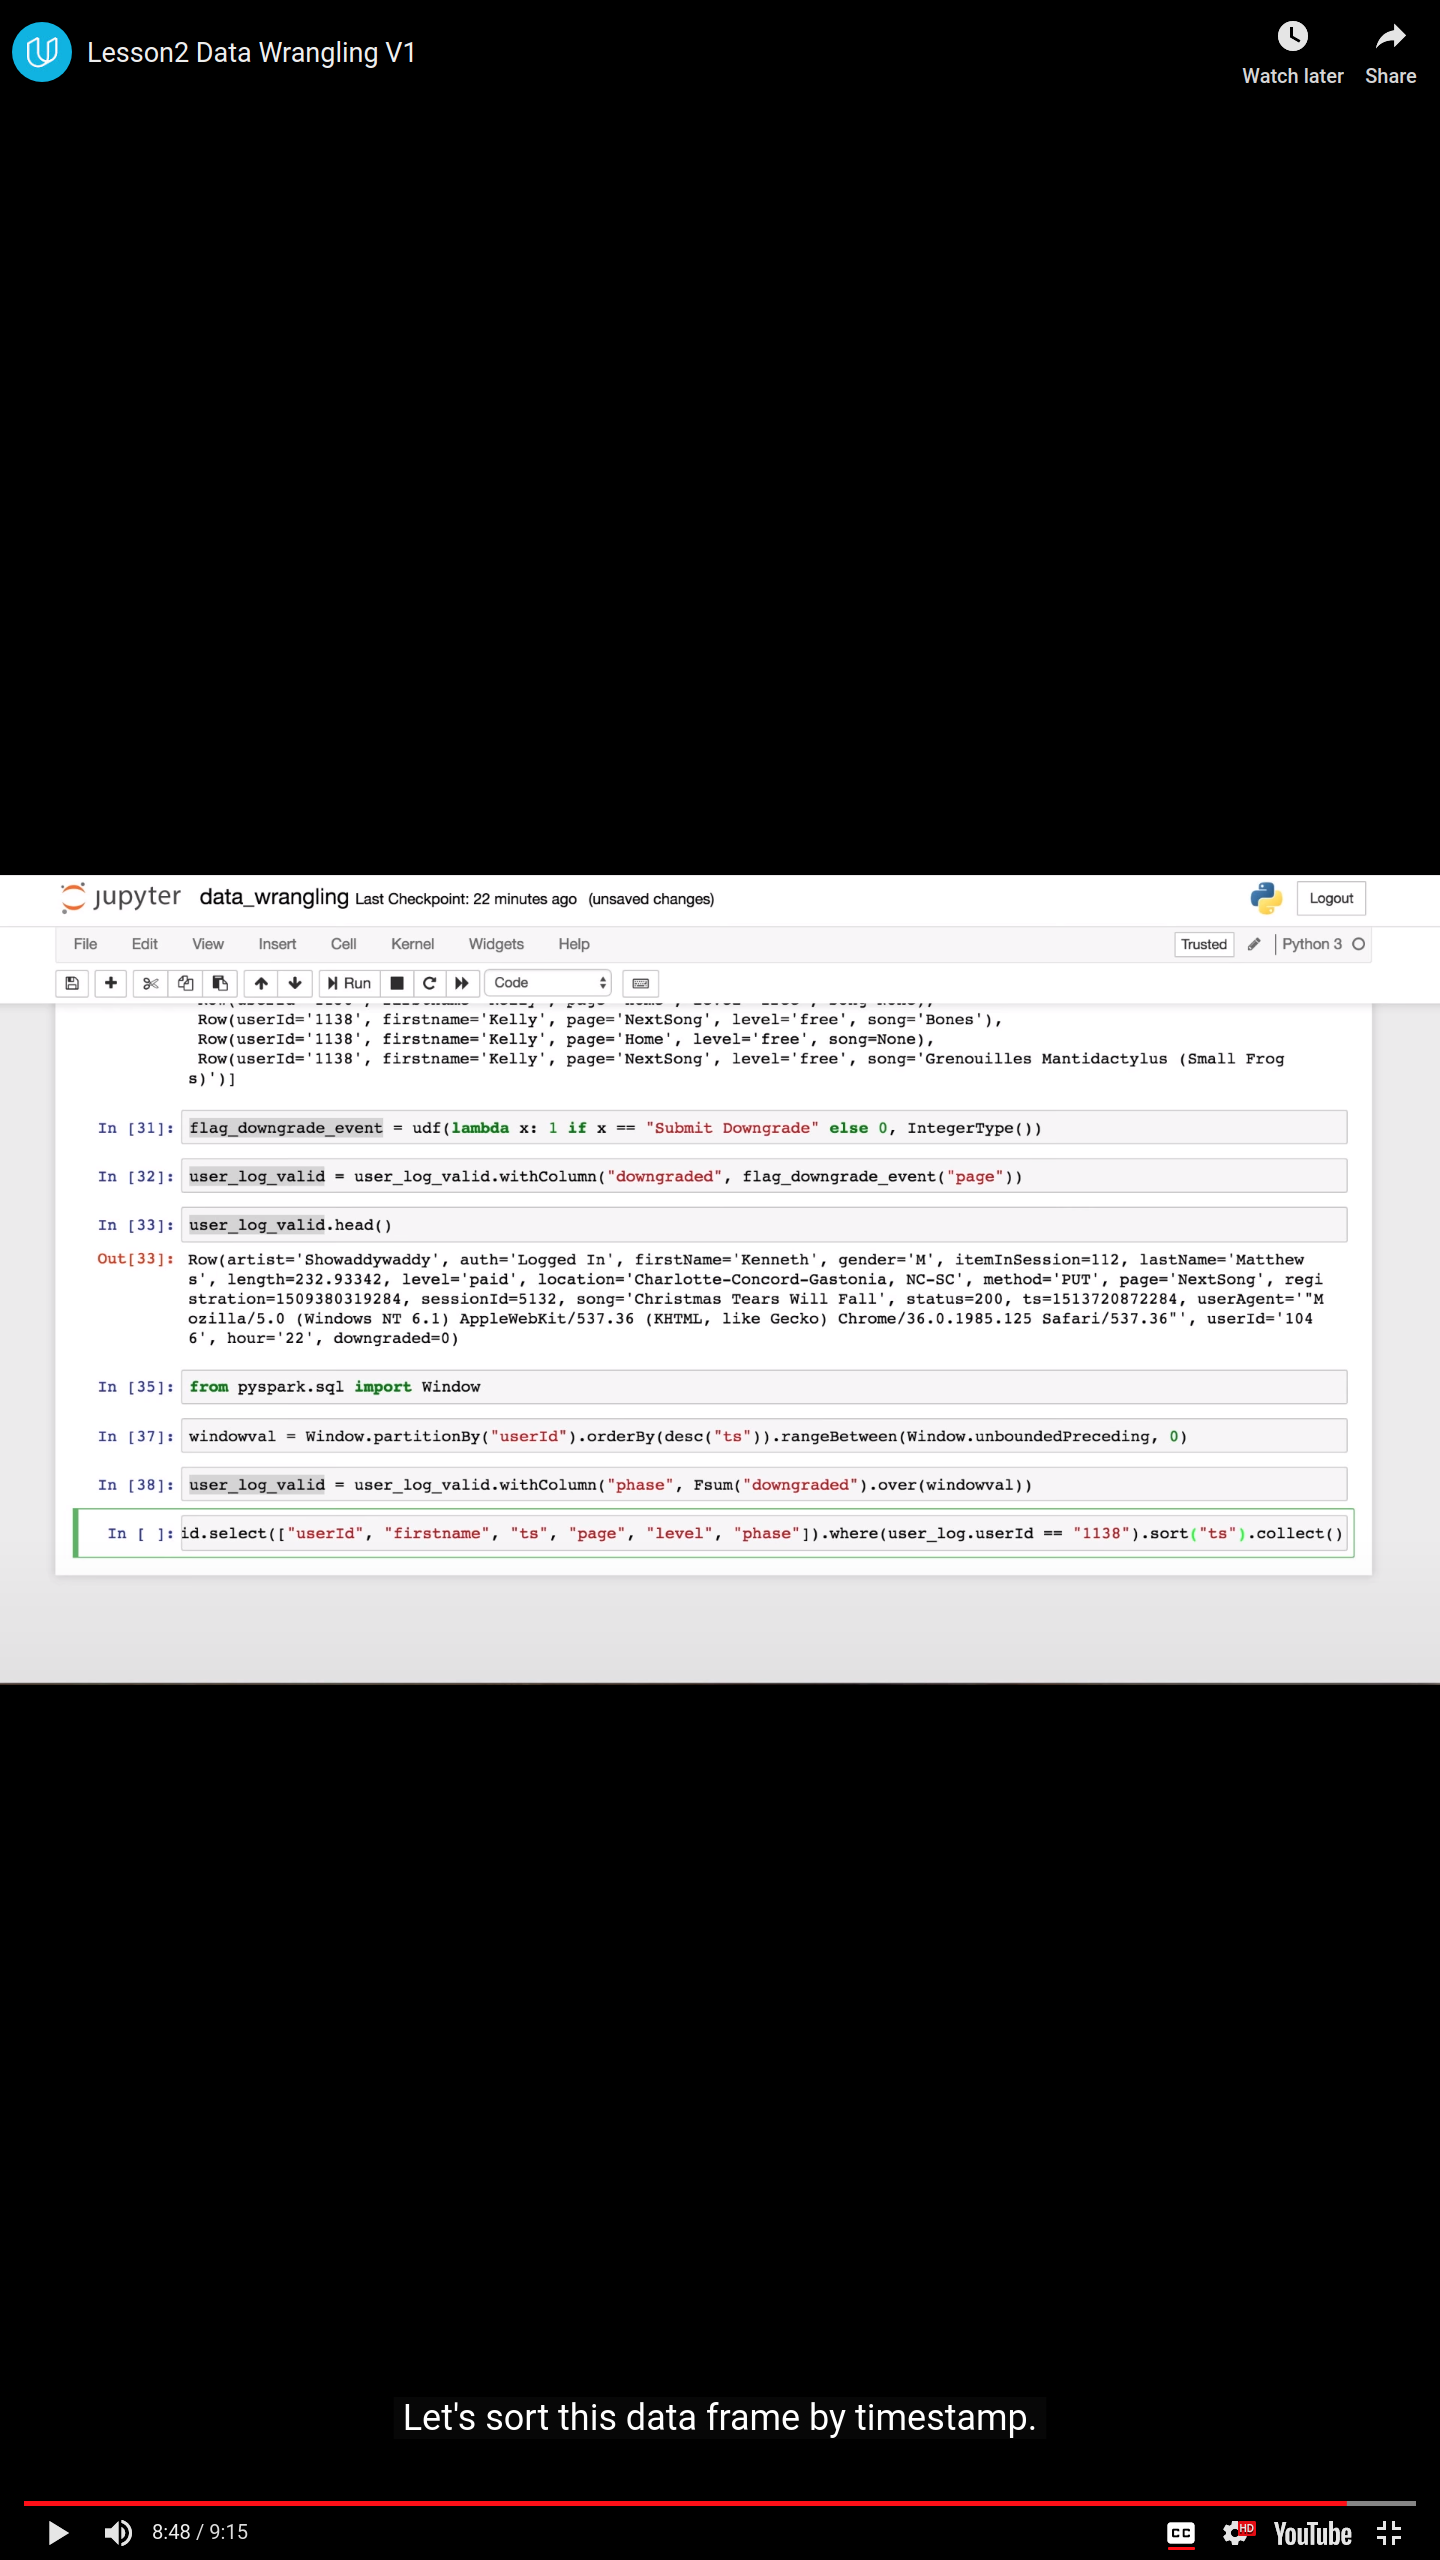 Lesson2 Data Wrangling V1
Watch later
Share
jupyter data_wrangling Last Checkpoint: 22 minutes ago (unsaved changes)
Logout
File Edit View Insert Cell Kernel Widgets Help
Trusted
Python 3
Run
Code
Row(userId='1138', firstname='Kelly', page='NextSong', level='free', song='Bones'),
Row(userId='1138', firstname='Kelly', page='Home', level='free', song=None),
Row(userId='1138', firstname='Kelly', page='NextSong', level='free', song='Grenouilles Mantidactylus (Small Frog
s)')]
In [31]: flag_downgrade_event = udf(lambda x: 1 if x == "Submit Downgrade" else 0, IntegerType())
In [32]: user_log_valid = user_log_valid.withColumn("downgraded", flag_downgrade_event("page"))
In [33]: user_log_valid.head()
Out[33]: Row(artist='Showaddywaddy', auth='Logged In', firstName='Kenneth', gender='M', itemInSession=112, lastName='Matthew
s', length=232.93342, level='paid', location='Charlotte-Concord-Gastonia, NC-SC', method='PUT', page='NextSong', regi
stration=1509380319284, sessionId=5132, song='Christmas Tears Will Fall', status=200, ts=1513720872284, userAgent='"M
ozilla/5.0 (Windows NT 6.1) AppleWebKit/537.36 (KHTML, like Gecko) Chrome/36.0.1985.125 Safari/537.36"', userId='104
6', hour='22', downgraded=0)
In [35]: from pyspark.sql import Window
In [37]: windowval = Window.partitionBy("userId").orderBy(desc("ts")).rangeBetween(Window.unboundedPreceding, 0)
In [38]: user_log_valid = user_log_valid.withColumn("phase", Fsum("downgraded").over(windowval))
In [ ]: id.select(["userId", "firstname", "ts", "page", "level", "phase"]).where(user_log.userId == "1138").sort("ts").collect()
Let's sort this data frame by timestamp.
8:48 / 9:15
CC
HD
YouTube